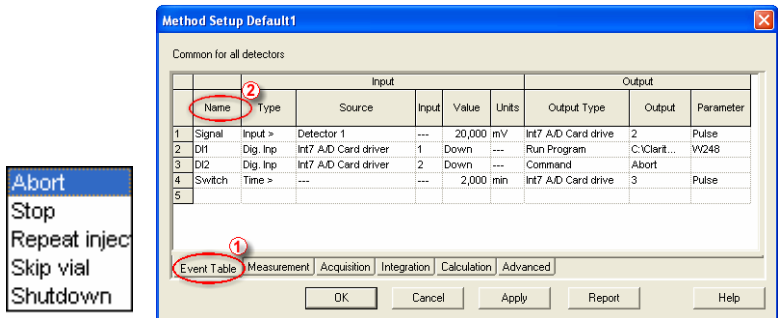 Abort
Stop
Repeat injec
Skip vial
Shutdown
Method Setup Default1
Common for all detectors
Input Output
2
Name Type Source Input Value Units Output Type Output Parameter
1 Signal Input > Detector 1 --- 20,000 mV Int7 A/D Card drive 2 Pulse
2 DI1 Dig. Inp Int7 A/D Card driver 1 Down --- Run Program C:\Clarit... W248
3 DI2 Dig. Inp Int7 A/D Card driver 2 Down --- Command Abort
4 Switch Time > --- --- 2,000 min Int7 A/D Card drive 3 Pulse
5
1
Event Table Measurement Acquisition Integration Calculation Advanced
OK Cancel Apply Report Help